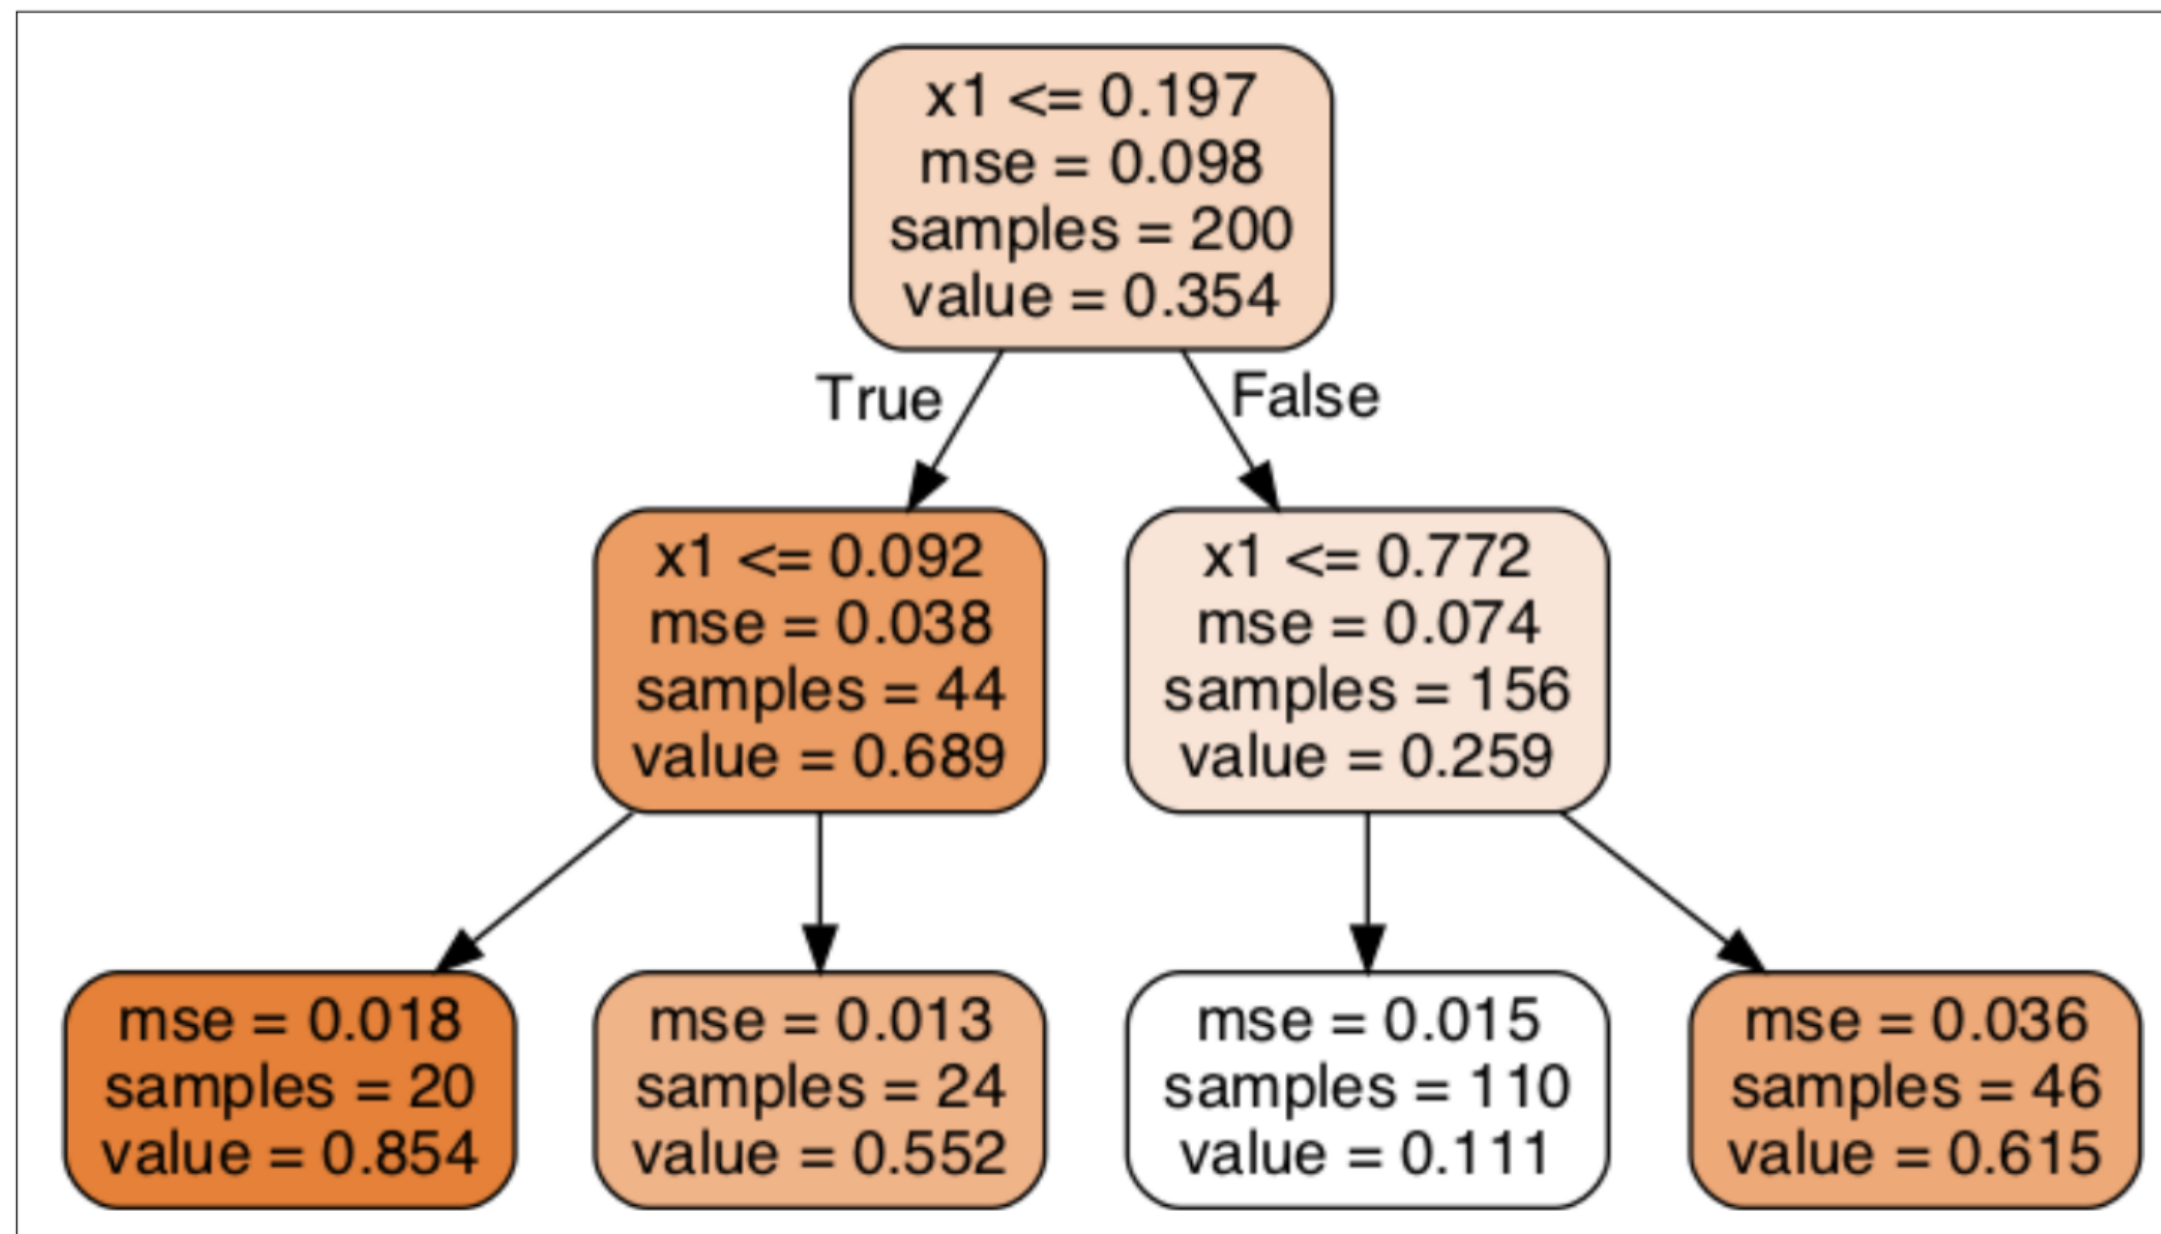 x1 <= 0.197
mse = 0.098
samples = 200
value = 0.354
True
False
x1 <= 0.092
mse = 0.038
samples = 44
value = 0.689
x1 <= 0.772
mse = 0.074
samples = 156
value = 0.259
mse = 0.018
samples = 20
value = 0.854
mse = 0.013
samples = 24
value = 0.552
mse = 0.015
samples = 110
value = 0.111
mse = 0.036
samples = 46
value = 0.615